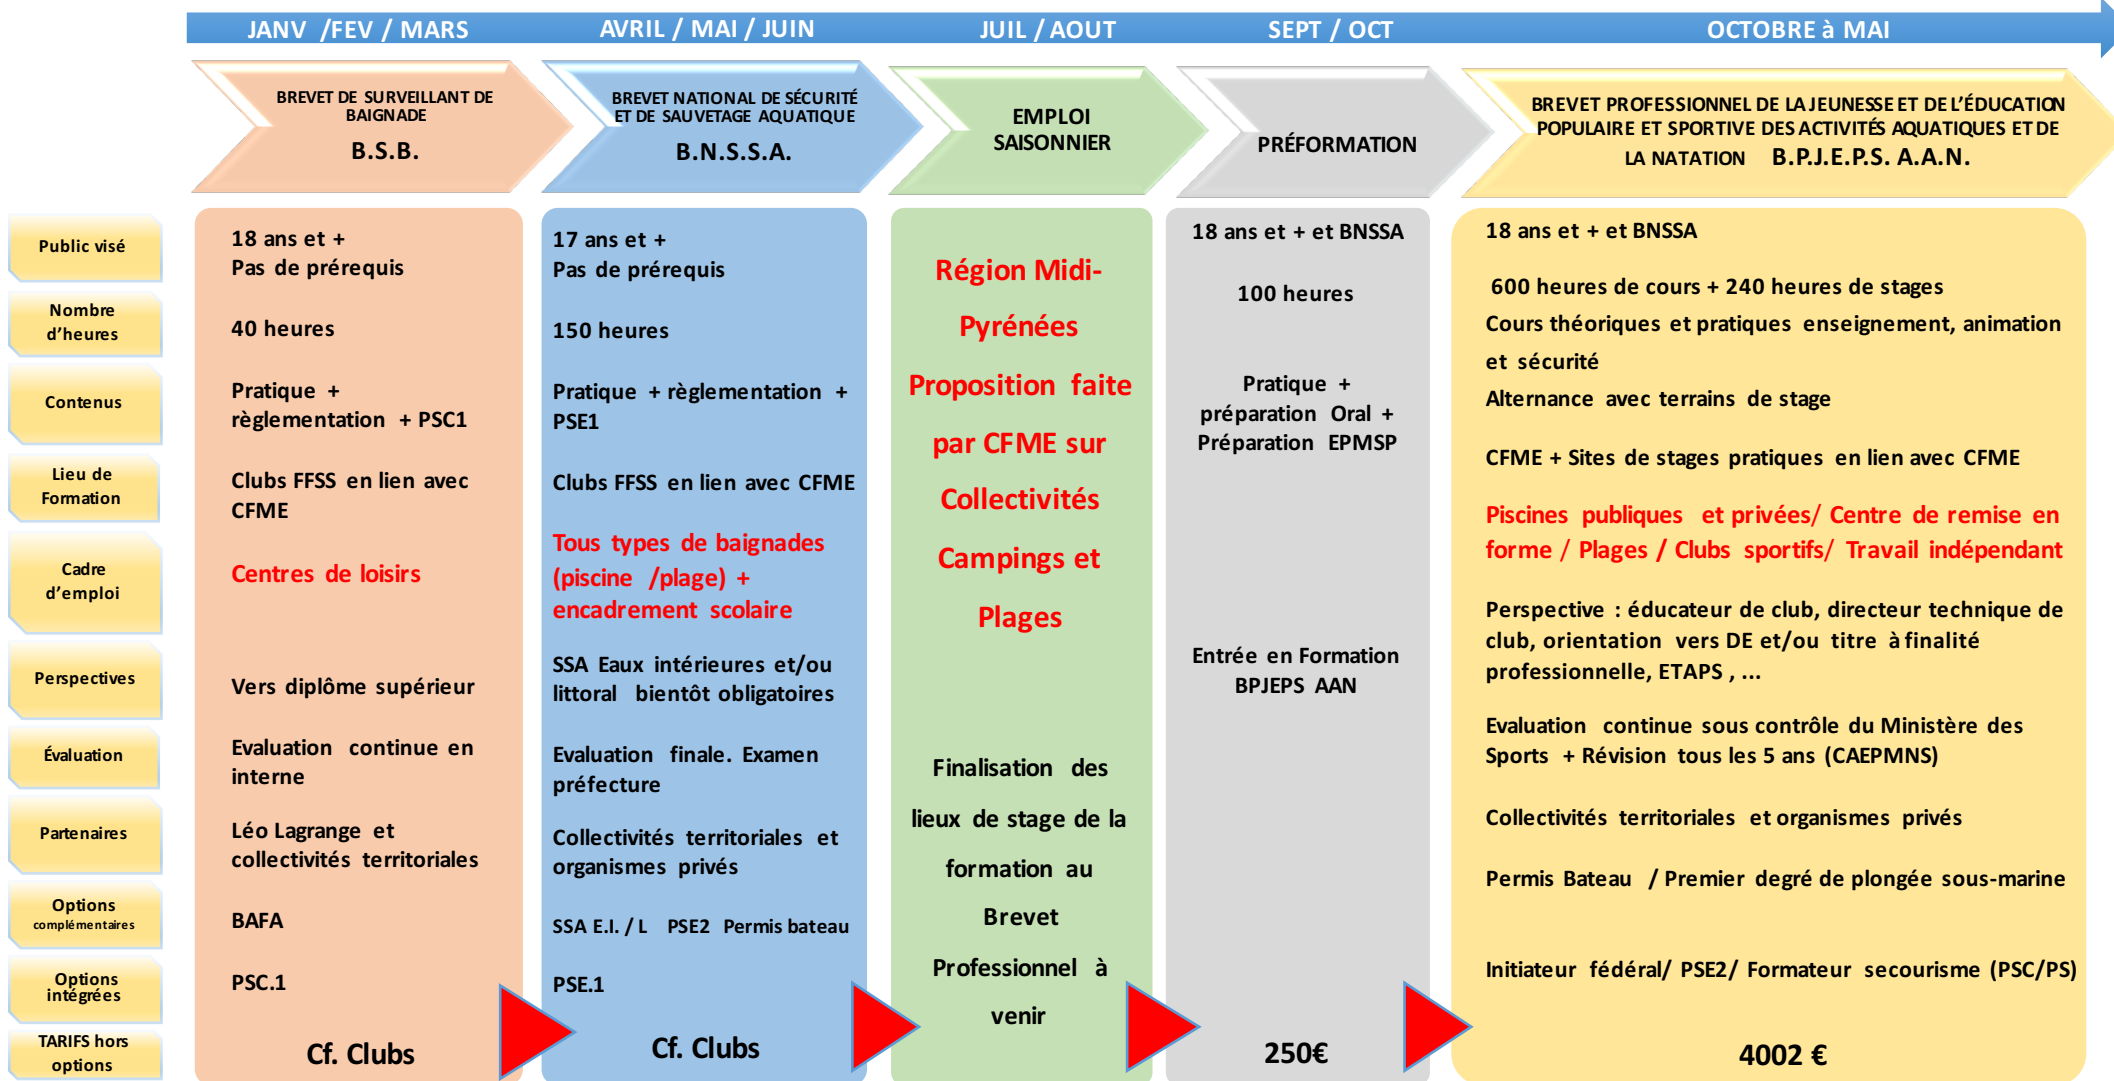 JANV /FEV / MARS
AVRIL / MAI / JUIN
JUIL / AOUT
SEPT / OCT
OCTOBRE à MAI
BREVET DE SURVEILLANT DE
BAIGNADE
B.S.B.
BREVET NATIONAL DE SÉCURITÉ
ET DE SAUVETAGE AQUATIQUE
B.N.S.S.A.
EMPLOI
SAISONNIER
PRÉFORMATION
BREVET PROFESSIONNEL DE LA JEUNESSE ET DE L'ÉDUCATION
POPULAIRE ET SPORTIVE DES ACTIVITÉS AQUATIQUES ET DE
LA NATATION B.P.J.E.P.S. A.A.N.
Public visé
Nombre
d'heures
Contenus
Lieu de
Formation
Cadre
d'emploi
Perspectives
Évaluation
Partenaires
Options
complémentaires
Options
intégrées
TARIFS hors
options
18 ans et +
Pas de prérequis
40 heures
Pratique +
règlementation + PSC1
Clubs FFSS en lien avec
CFME
Centres de loisirs
Vers diplôme supérieur
Evaluation continue en
interne
Léo Lagrange et
collectivités territoriales
BAFA
PSC.1
Cf. Clubs
17 ans et +
Pas de prérequis
150 heures
Pratique + règlementation +
PSE1
Clubs FFSS en lien avec CFME
Tous types de baignades
(piscine /plage) +
encadrement scolaire
SSA Eaux intérieures et/ou
littoral bientôt obligatoires
Evaluation finale. Examen
préfecture
Collectivités territoriales et
organismes privés
SSA E.I. / L PSE2 Permis bateau
PSE.1
Cf. Clubs
Région Midi-
Pyrénées
Proposition faite
par CFME sur
Collectivités
Campings et
Plages
Finalisation des
lieux de stage de la
formation au
Brevet
Professionnel à
venir
18 ans et + et BNSSA
100 heures
Pratique +
préparation Oral +
Préparation EPMSP
Entrée en Formation
BPJEPS AAN
250€
18 ans et + et BNSSA
600 heures de cours + 240 heures de stages
Cours théoriques et pratiques enseignement, animation
et sécurité
Alternance avec terrains de stage
CFME + Sites de stages pratiques en lien avec CFME
Piscines publiques et privées/ Centre de remise en
forme / Plages / Clubs sportifs/ Travail indépendant
Perspective : éducateur de club, directeur technique de
club, orientation vers DE et/ou titre à finalité
professionnelle, ETAPS , ...
Evaluation continue sous contrôle du Ministère des
Sports + Révision tous les 5 ans (CAEPMNS)
Collectivités territoriales et organismes privés
Permis Bateau / Premier degré de plongée sous-marine
Initiateur fédéral/ PSE2/ Formateur secourisme (PSC/PS)
4002 €